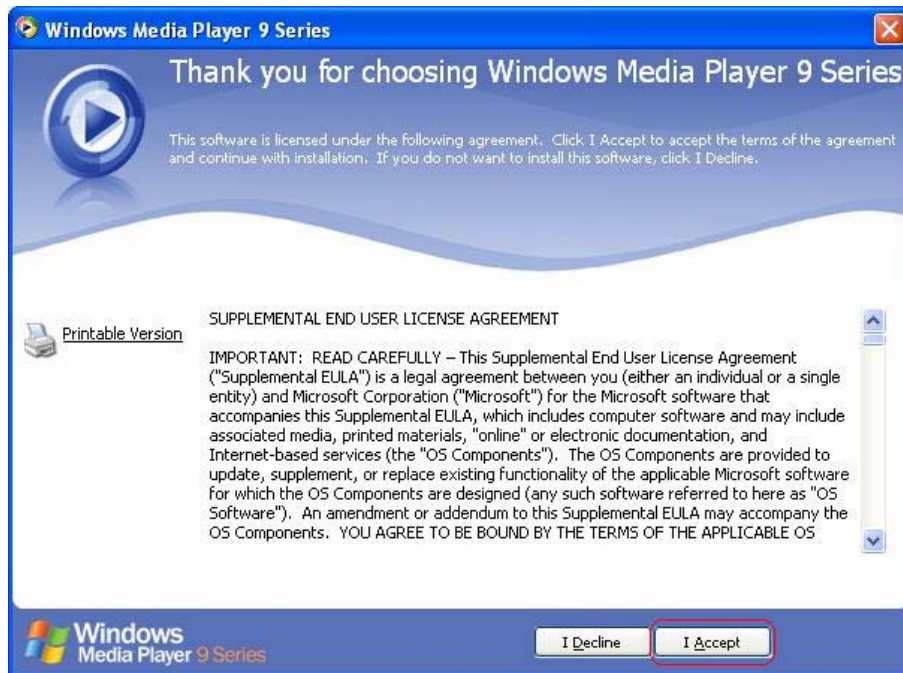 Windows Media Player 9 Series
Thank you for choosing Windows Media Player 9 Series
This software is licensed under the following agreement. Click I Accept to accept the terms of the agreement
and continue with installation. If you do not want to install this software, click I Decline.
Printable Version
SUPPLEMENTAL END USER LICENSE AGREEMENT
IMPORTANT: READ CAREFULLY – This Supplemental End User License Agreement
("Supplemental EULA") is a legal agreement between you (either an individual or a single
entity) and Microsoft Corporation ("Microsoft") for the Microsoft software that
accompanies this Supplemental EULA, which includes computer software and may include
associated media, printed materials, "online" or electronic documentation, and
Internet-based services (the "OS Components"). The OS Components are provided to
update, supplement, or replace existing functionality of the applicable Microsoft software
for which the OS Components are designed (any such software referred to here as "OS
Software"). An amendment or addendum to this Supplemental EULA may accompany the
OS Components. YOU AGREE TO BE BOUND BY THE TERMS OF THE APPLICABLE OS
Windows
Media Player 9 Series
I Decline
I Accept